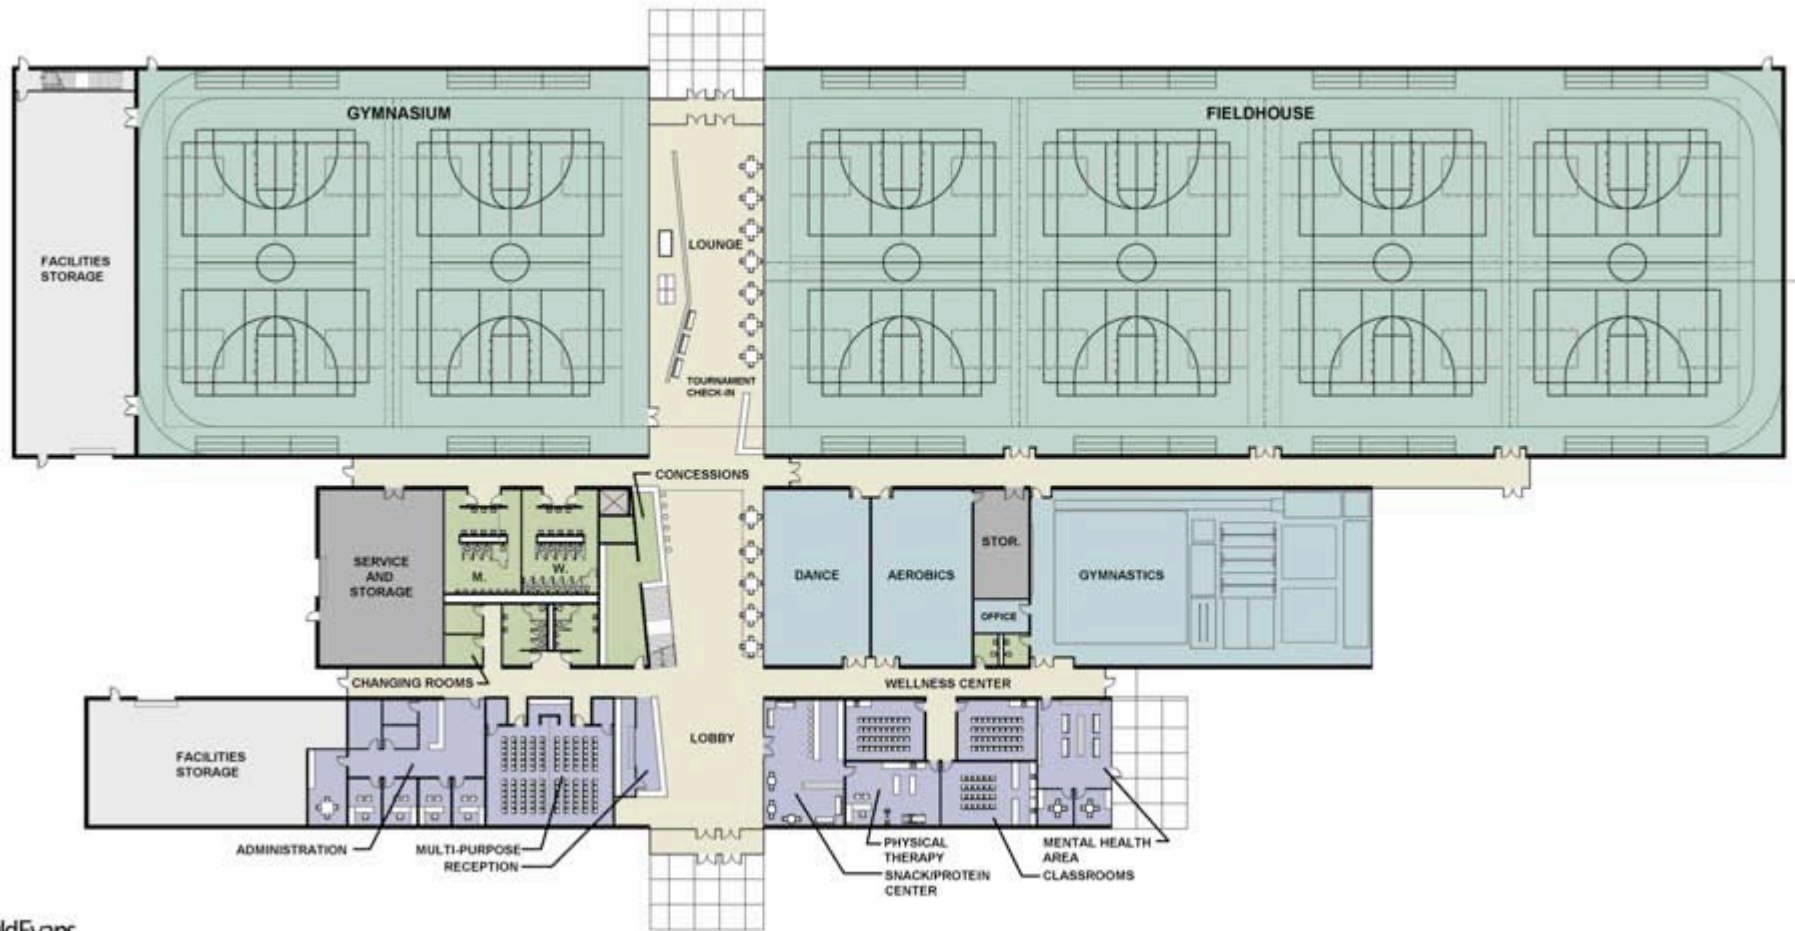 GYMNASIUM
FIELDHOUSE
FACILITIES
STORAGE
LOUNGE
TOURNAMENT
CHECK-IN
CONCESSIONS
SERVICE
AND
STORAGE
M.
W.
DANCE
AEROBICS
STOR.
OFFICE
GYMNASTICS
CHANGING ROOMS
WELLNESS CENTER
FACILITIES
STORAGE
LOBBY
ADMINISTRATION
MULTI-PURPOSE
RECEPTION
PHYSICAL
THERAPY
SNACK/PROTEIN
CENTER
MENTAL HEALTH
AREA
CLASSROOMS